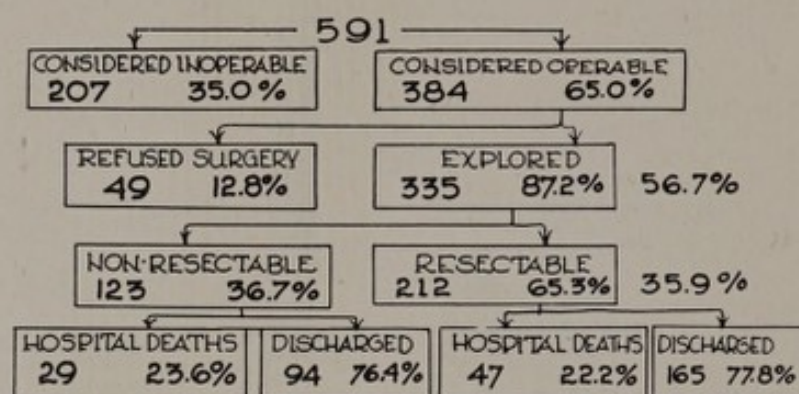 591
CONSIDERED INOPERABLE
207 35.0%
CONSIDERED OPERABLE
384 65.0%
REFUSED SURGERY
49 12.8%
EXPLORED
335 87.2% 56.7%
NON-RESECTABLE
123 36.7%
RESECTABLE
212 65.3% 35.9%
HOSPITAL DEATHS
29 23.6%
DISCHARGED
94 76.4%
HOSPITAL DEATHS
47 22.2%
DISCHARGED
165 77.8%